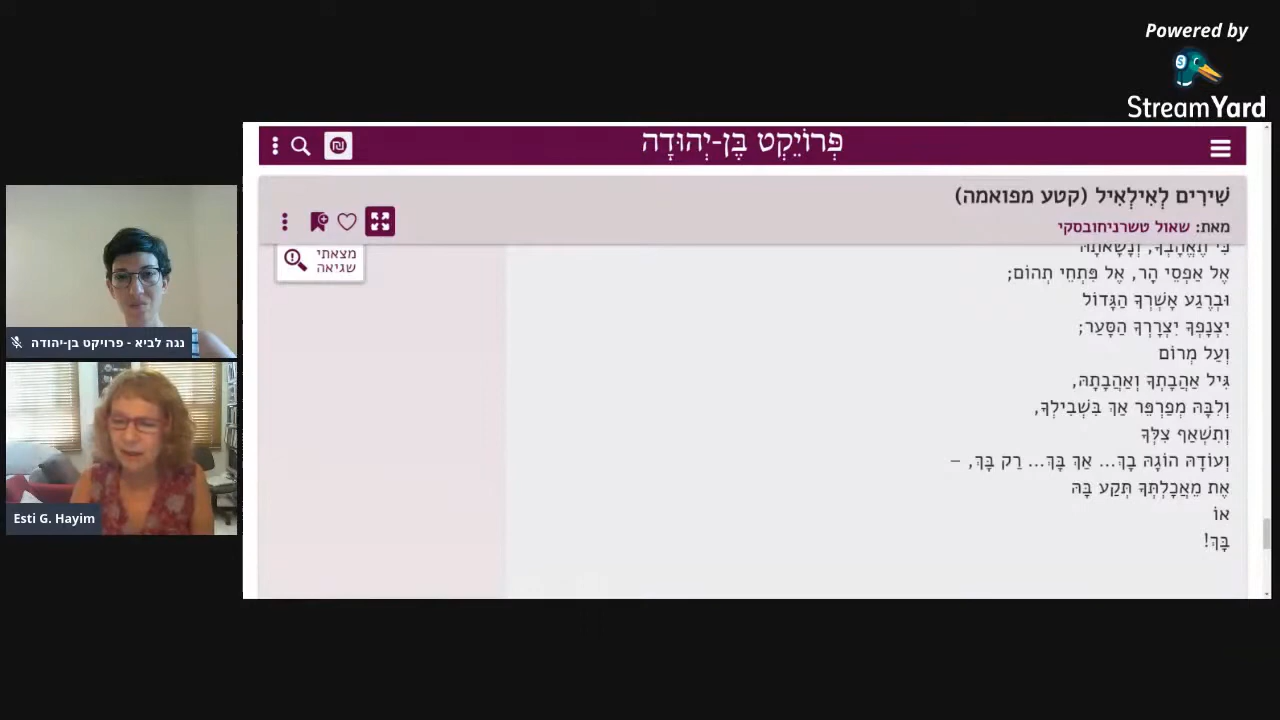 Powered by
StreamYard
פְּרוֹיֵקְט בֶּן־יְהוּדָה
שִׁירִים לְאִילְאִיל (קטע מפואמה)
מאת: שאול טשרניחובסקי
מצאתי
שגיאה
כִּי תֶאֱהָבְךָ, וְנָשָׂאתָהּ
אֶל אַפְסֵי הָר, אֶל פִּתְחֵי תְהוֹם;
וּבְרֶגַע אָשְׁרְךָ הַגָּדוֹל
יִצְנָפְךָ יִצְרָרְךָ הַסָּעַר;
וְעַל מְרוֹם
גִּיל אַהֲבָתְךָ וְאַהֲבָתָהּ,
וְלִבָּהּ מְפַרְפֵּר אַךְ בִּשְׁבִילְךָ,
וְתִשְׁאַף צִלְּךָ
וְעוֹדָהּ הוֹגָה בְךָ... אַךְ בָּךְ... רַק בָּךְ, –
אֶת מַאֲכָלְתְּךָ תְּקַע בָּהּ
אוֹ
בָּךְ!
נגה לביא - פרויקט בן-יהודה
Esti G. Hayim